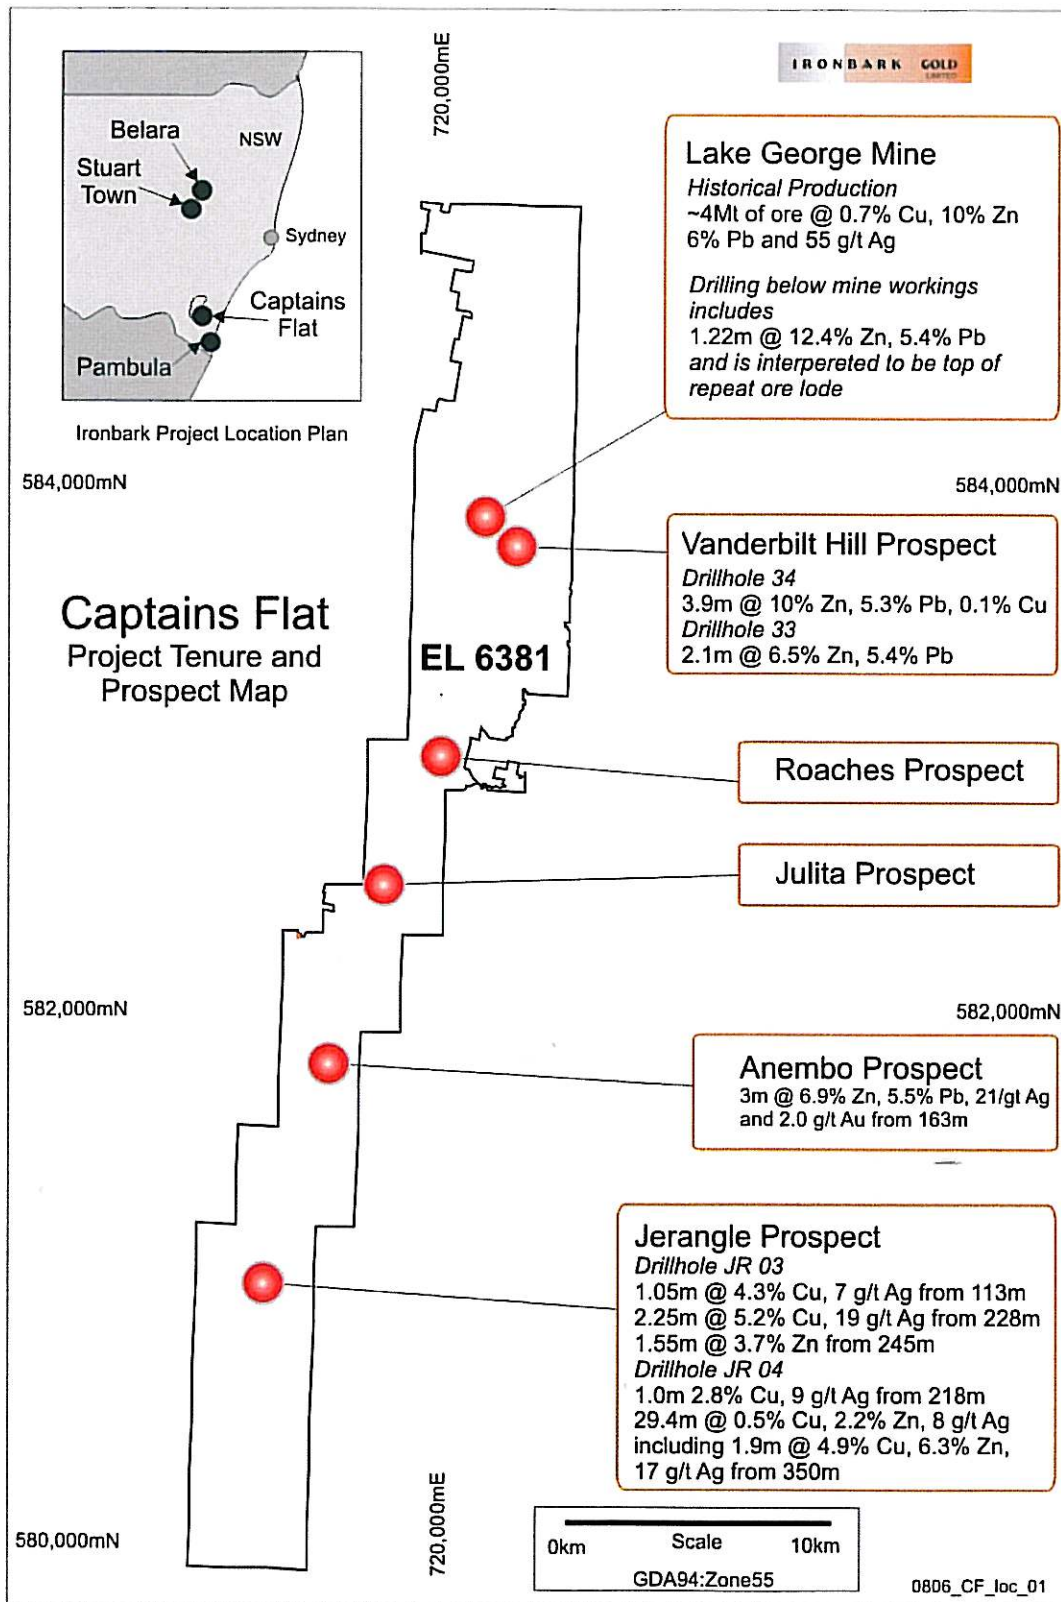 IRONBARK GOLD
LIMITED
720,000mE
NSW
Belara
Stuart
Town
Sydney
Captains
Flat
Pambula
Ironbark Project Location Plan
Lake George Mine
Historical Production
~4Mt of ore @ 0.7% Cu, 10% Zn
6% Pb and 55 g/t Ag
Drilling below mine workings
includes
1.22m @ 12.4% Zn, 5.4% Pb
and is interpereted to be top of
repeat ore lode
584,000mN
584,000mN
Captains Flat
Project Tenure and
Prospect Map
EL 6381
Vanderbilt Hill Prospect
Drillhole 34
3.9m @ 10% Zn, 5.3% Pb, 0.1% Cu
Drillhole 33
2.1m @ 6.5% Zn, 5.4% Pb
Roaches Prospect
Julita Prospect
582,000mN
582,000mN
Anembo Prospect
3m @ 6.9% Zn, 5.5% Pb, 21/gt Ag
and 2.0 g/t Au from 163m
Jerangle Prospect
Drillhole JR 03
1.05m @ 4.3% Cu, 7 g/t Ag from 113m
2.25m @ 5.2% Cu, 19 g/t Ag from 228m
1.55m @ 3.7% Zn from 245m
Drillhole JR 04
1.0m 2.8% Cu, 9 g/t Ag from 218m
29.4m @ 0.5% Cu, 2.2% Zn, 8 g/t Ag
including 1.9m @ 4.9% Cu, 6.3% Zn,
17 g/t Ag from 350m
580,000mN
720,000mE
0km Scale 10km
GDA94:Zone55
0806_CF_loc_01